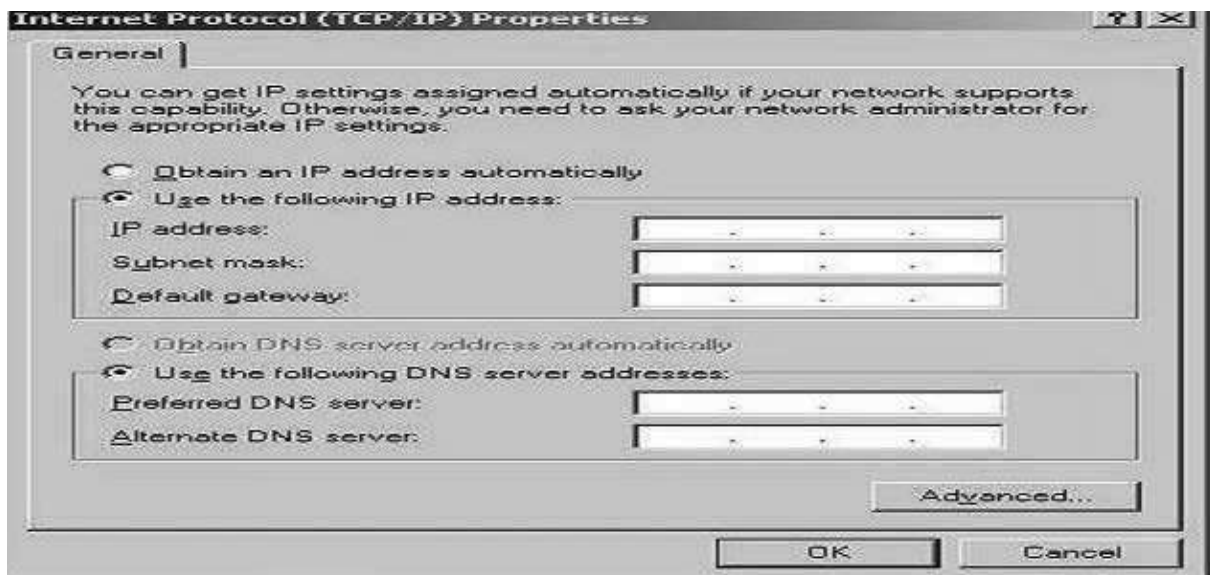 Internet Protocol (TCP/IP) Properties
General
You can get IP settings assigned automatically if your network supports
this capability. Otherwise, you need to ask your network administrator for
the appropriate IP settings.
Obtain an IP address automatically
Use the following IP address:
IP address:
Subnet mask:
Default gateway:
Obtain DNS server address automatically
Use the following DNS server addresses:
Preferred DNS server:
Alternate DNS server:
Advanced...
OK Cancel